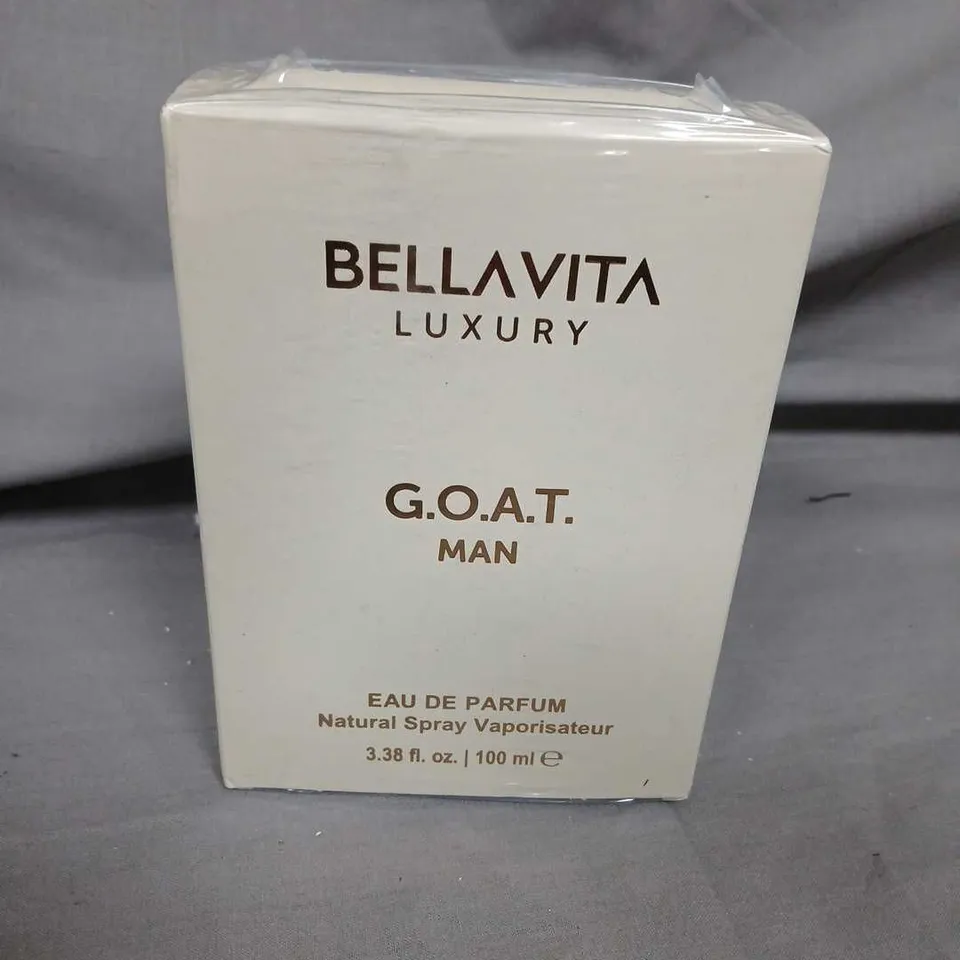 BELLAVITA
LUXURY
G.O.A.T.
MAN
EAU DE PARFUM
Natural Spray Vaporisateur
3.38 fl. oz. | 100 ml ℮